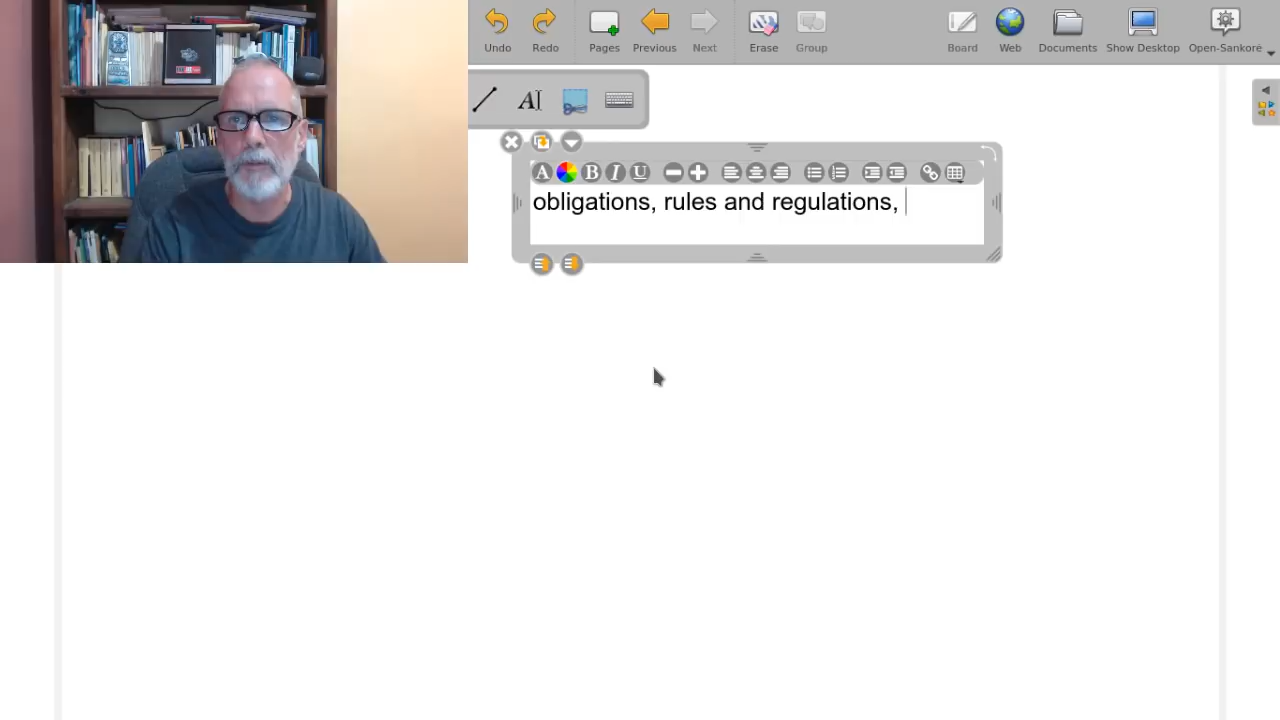 Undo
Redo
Pages
Previous
Next
Erase
Group
Board
Web
Documents
Show Desktop
Open-Sankoré
obligations, rules and regulations,